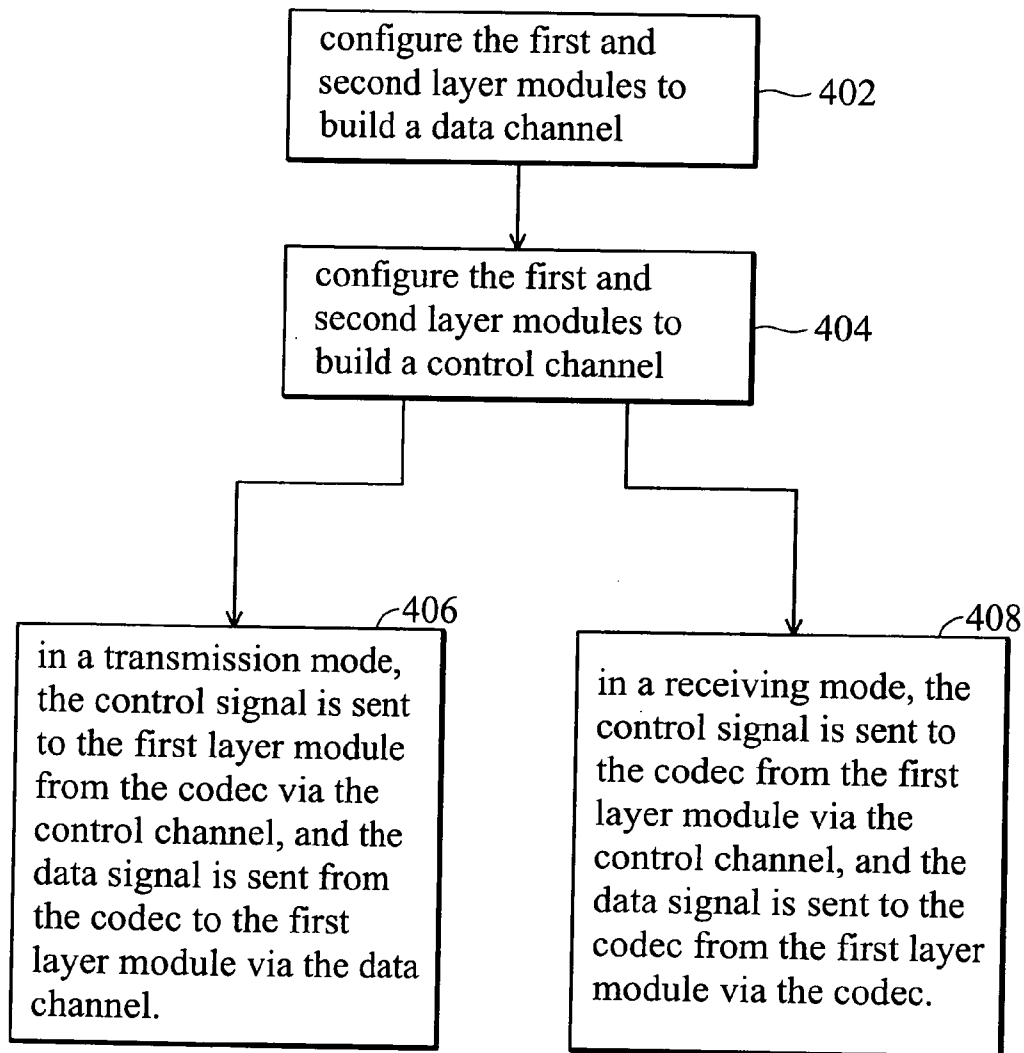 configure the first and
second layer modules to
build a data channel
402
configure the first and
second layer modules to
build a control channel
404
406
in a transmission mode,
the control signal is sent
to the first layer module
from the codec via the
control channel, and the
data signal is sent from
the codec to the first
layer module via the data
channel.
408
in a receiving mode, the
control signal is sent to
the codec from the first
layer module via the
control channel, and the
data signal is sent to the
codec from the first layer
module via the codec.